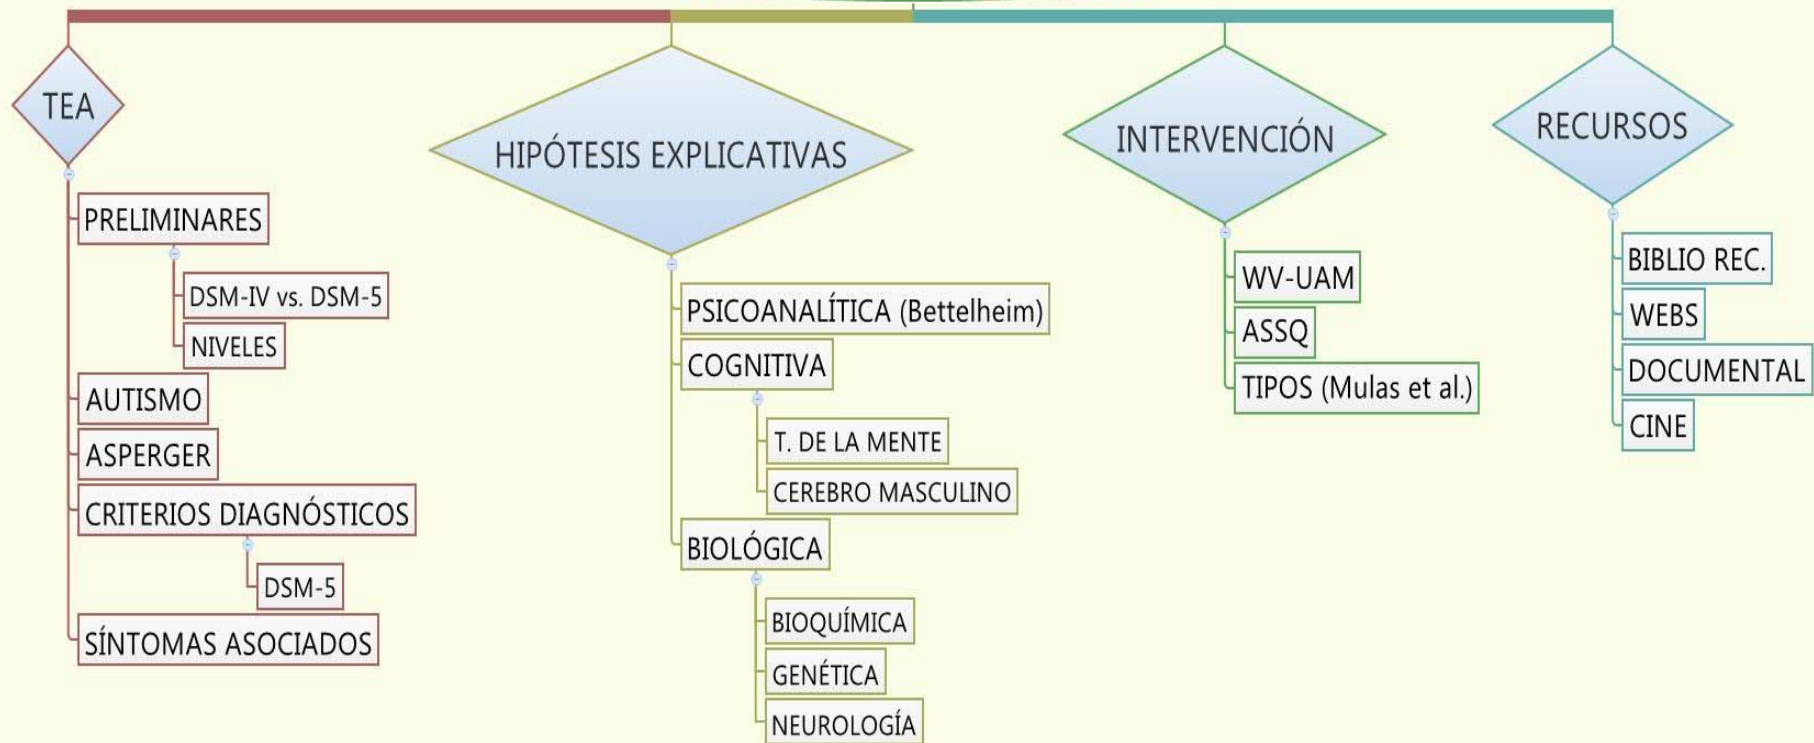 TEA
PRELIMINARES
DSM-IV vs. DSM-5
NIVELES
AUTISMO
ASPERGER
CRITERIOS DIAGNÓSTICOS
DSM-5
SÍNTOMAS ASOCIADOS
HIPÓTESIS EXPLICATIVAS
PSICOANALÍTICA (Bettelheim)
COGNITIVA
T. DE LA MENTE
CEREBRO MASCULINO
BIOLÓGICA
BIOQUÍMICA
GENÉTICA
NEUROLOGÍA
INTERVENCIÓN
WV-UAM
ASSQ
TIPOS (Mulas et al.)
RECURSOS
BIBLIO REC.
WEBS
DOCUMENTAL
CINE